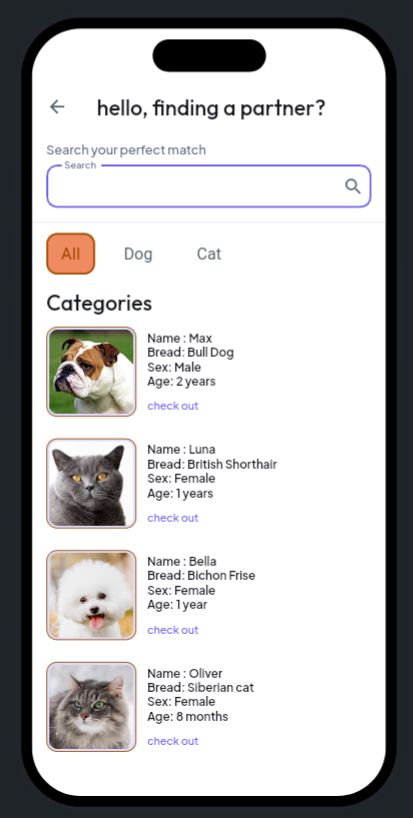 hello, finding a partner?
Search your perfect match
Search
All Dog Cat
Categories
Name : Max
Bread: Bull Dog
Sex: Male
Age: 2 years
check out
Name : Luna
Bread: British Shorthair
Sex: Female
Age: 1 years
check out
Name : Bella
Bread: Bichon Frise
Sex: Female
Age: 1 year
check out
Name : Oliver
Bread: Siberian cat
Sex: Female
Age: 8 months
check out